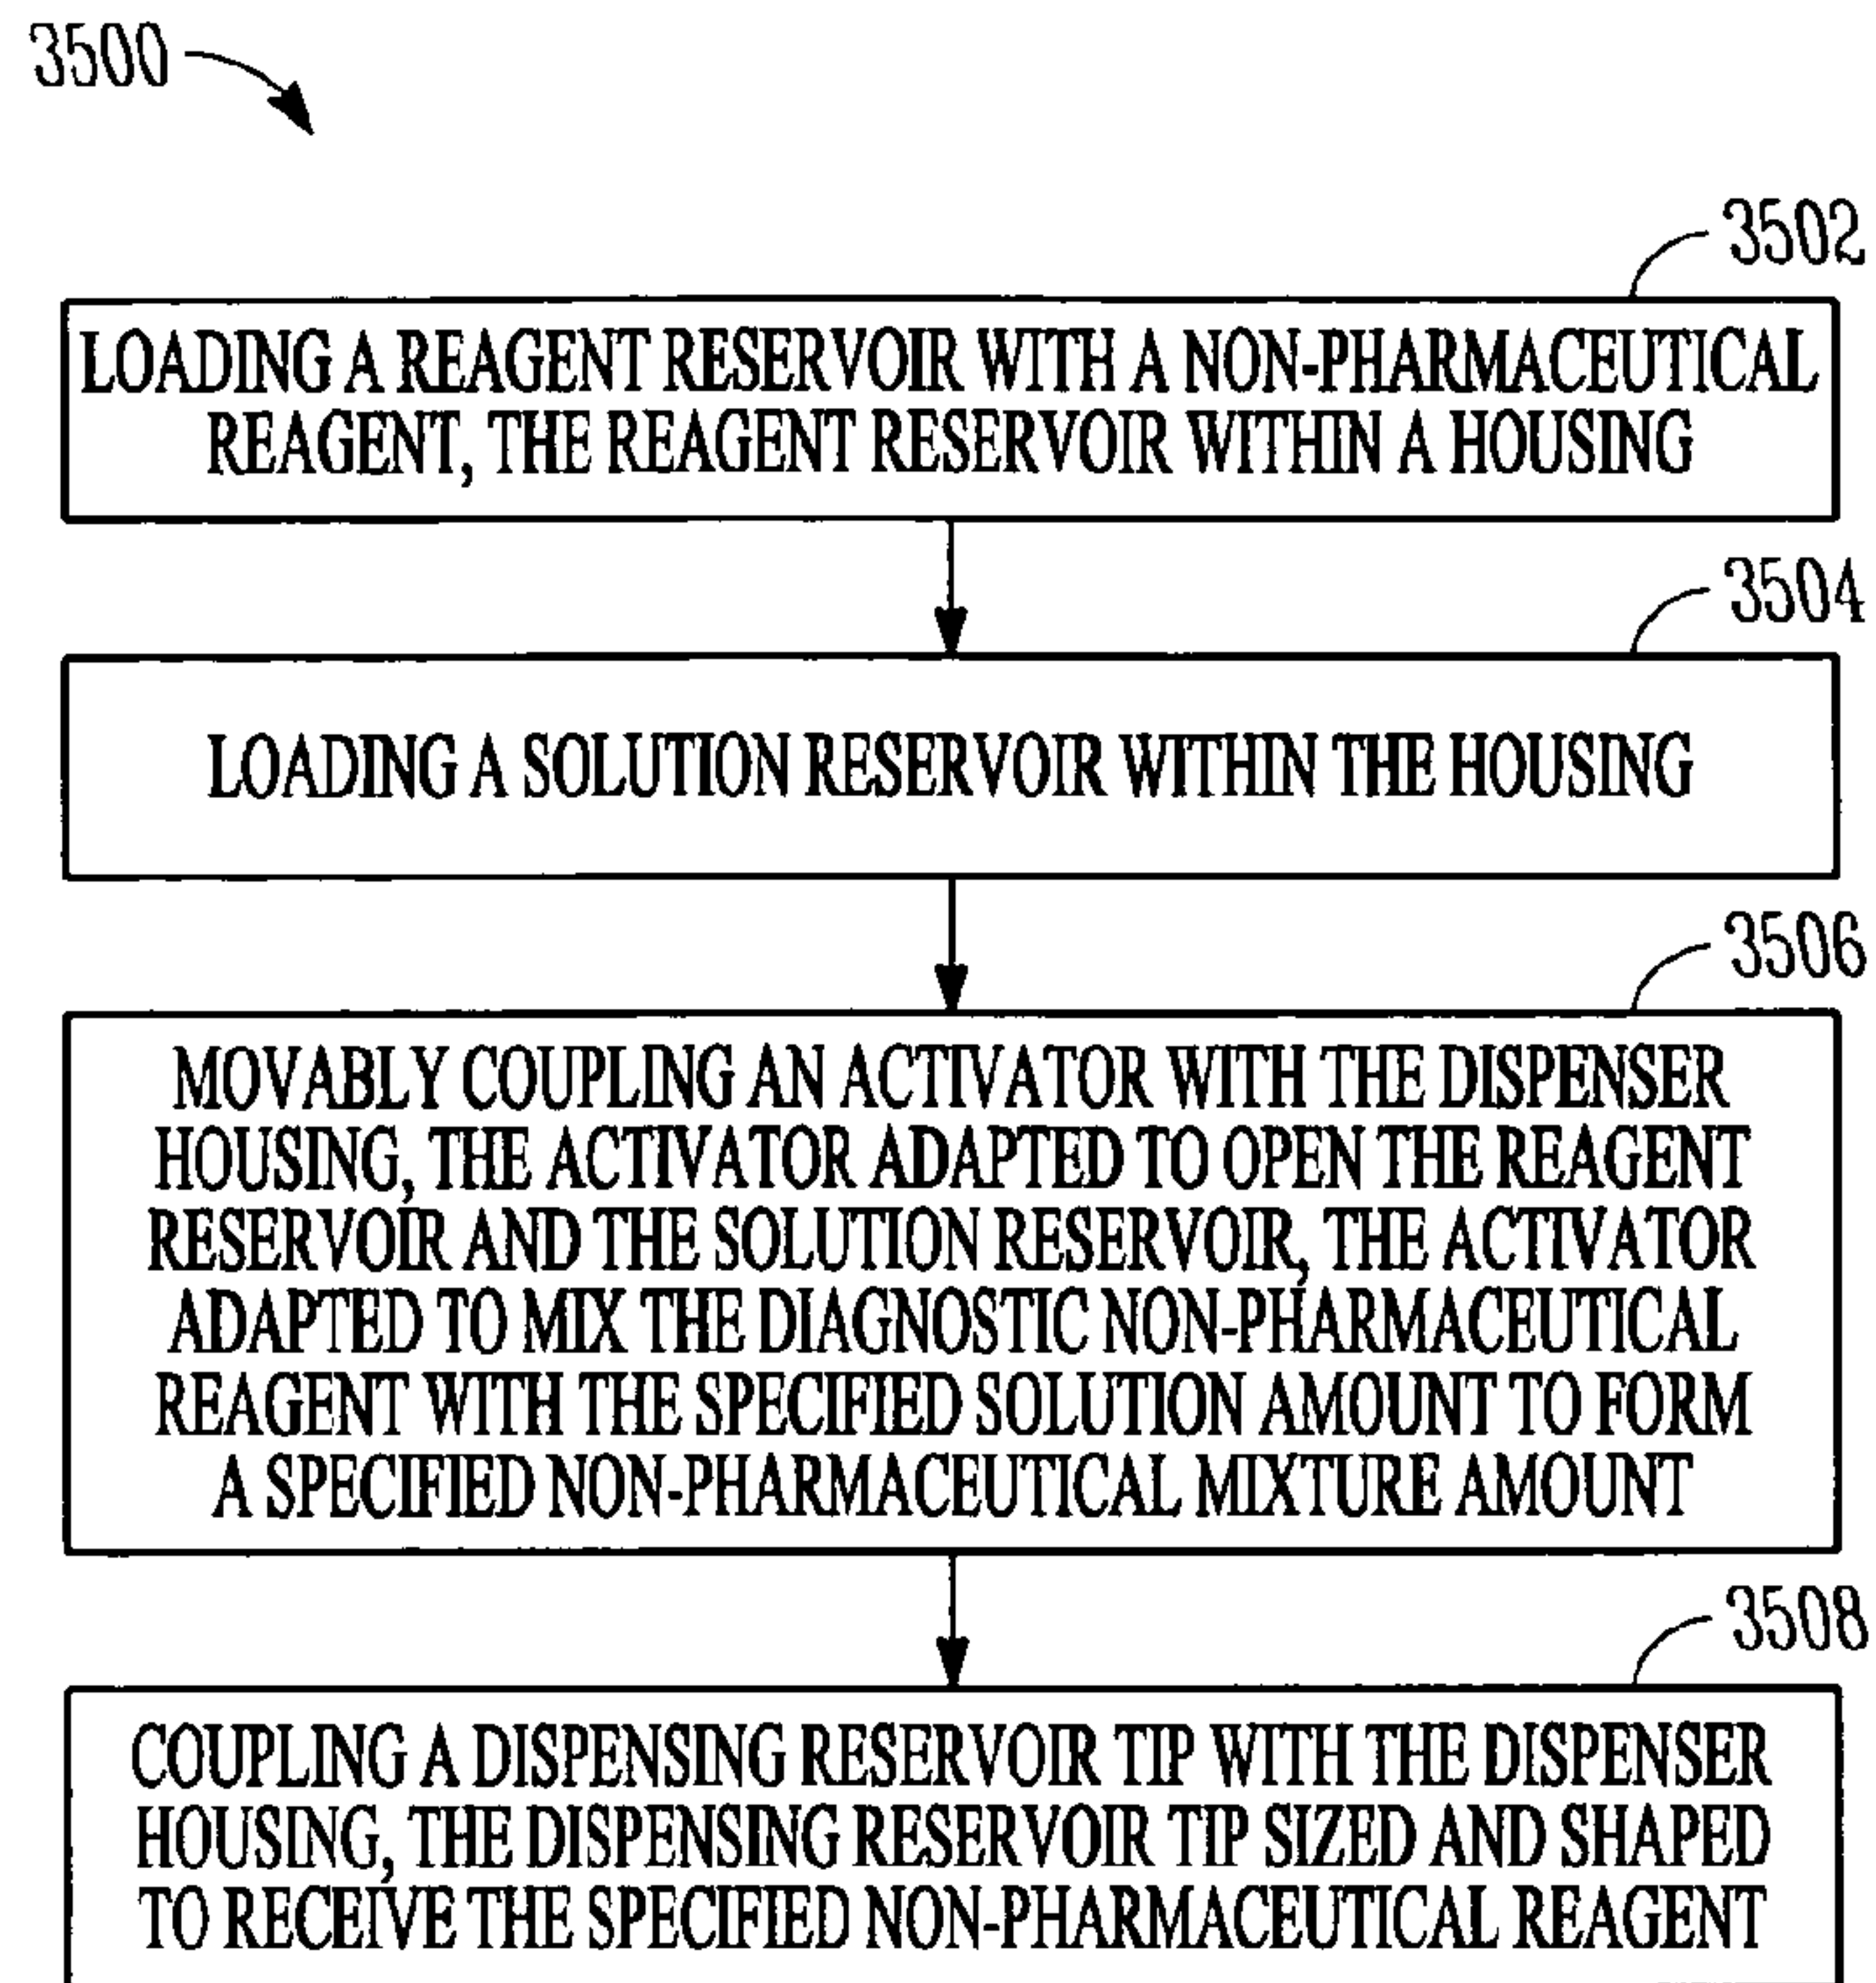 3500
3502
LOADING A REAGENT RESERVOIR WITH A NON-PHARMACEUTICAL
REAGENT, THE REAGENT RESERVOIR WITHIN A HOUSING
3504
LOADING A SOLUTION RESERVOIR WITHIN THE HOUSING
3506
MOVABLY COUPLING AN ACTIVATOR WITH THE DISPENSER
HOUSING, THE ACTIVATOR ADAPTED TO OPEN THE REAGENT
RESERVOIR AND THE SOLUTION RESERVOIR, THE ACTIVATOR
ADAPTED TO MIX THE DIAGNOSTIC NON-PHARMACEUTICAL
REAGENT WITH THE SPECIFIED SOLUTION AMOUNT TO FORM
A SPECIFIED NON-PHARMACEUTICAL MIXTURE AMOUNT
3508
COUPLING A DISPENSING RESERVOIR TIP WITH THE DISPENSER
HOUSING, THE DISPENSING RESERVOIR TIP SIZED AND SHAPED
TO RECEIVE THE SPECIFIED NON-PHARMACEUTICAL REAGENT